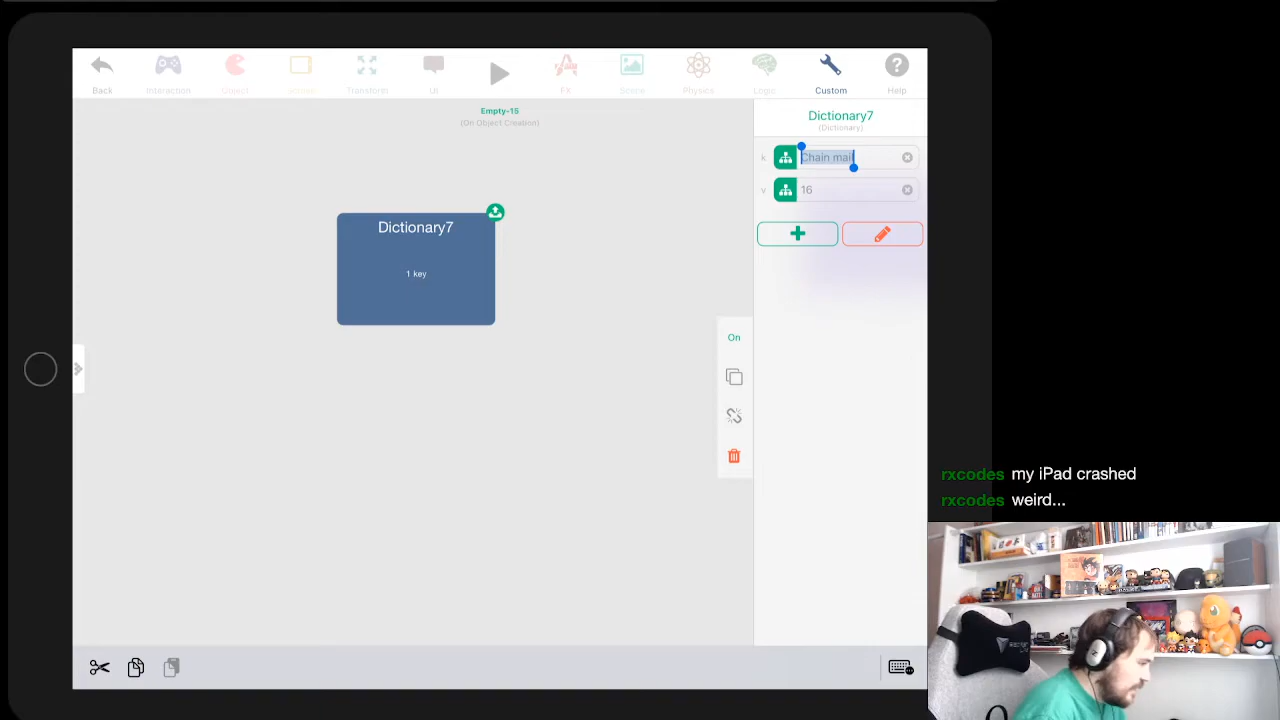 Back
Interaction
Object
Screen
Transform
UI
FX
Scene
Physics
Logic
Custom
Help
Empty-15
(On Object Creation)
Dictionary7
(Dictionary)
k
Chain mail
v
16
Dictionary7
1 key
On
rxcodes my iPad crashed
rxcodes weird...